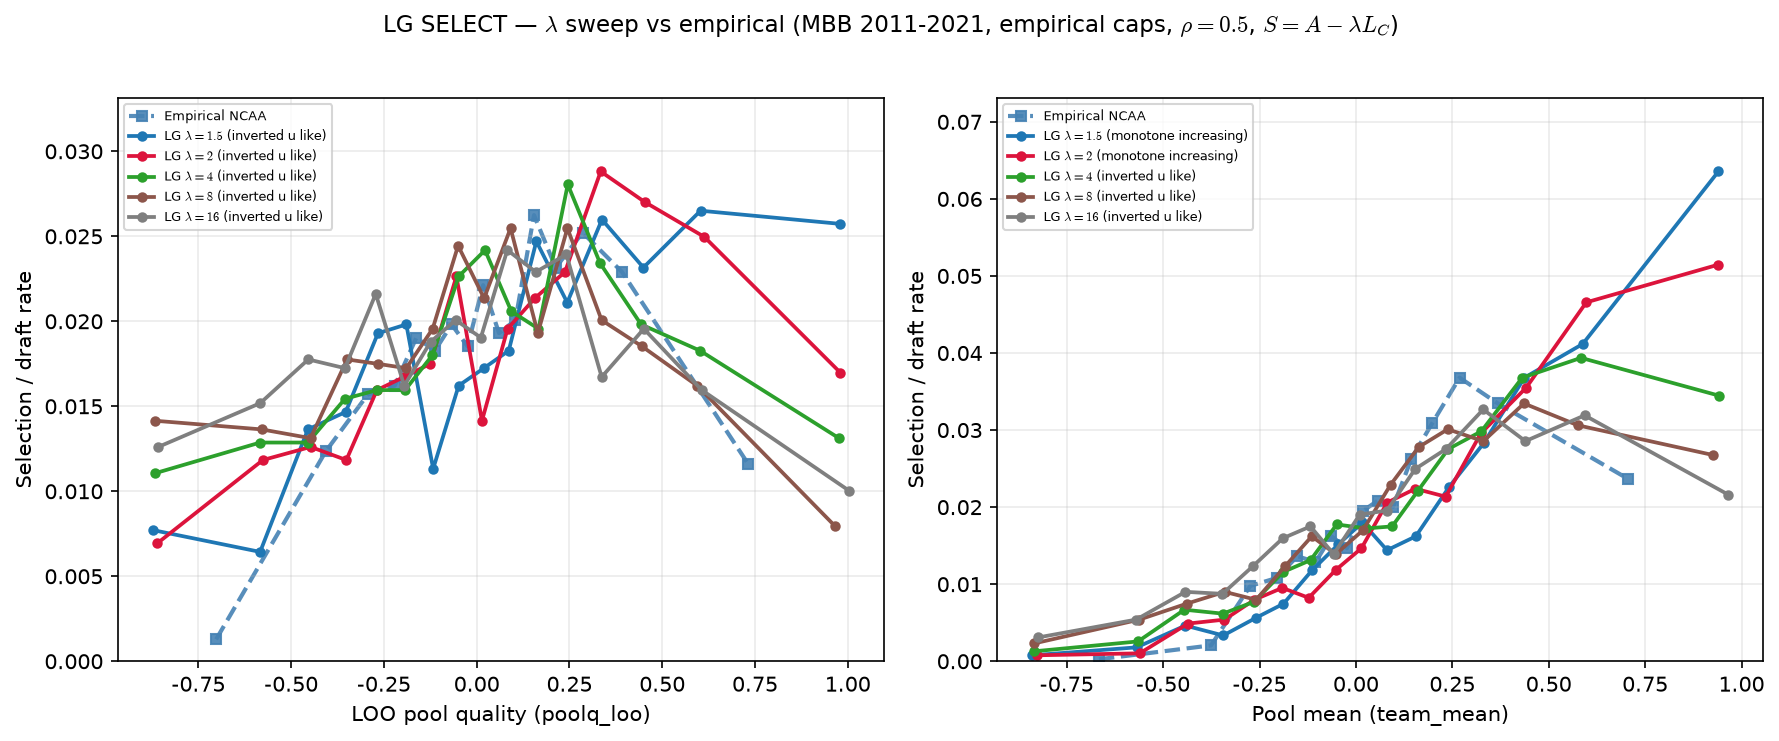 LG SELECT — λ sweep vs empirical (MBB 2011-2021, empirical caps, ρ = 0.5, S = A − λL_C)
Selection / draft rate
0.030
0.025
0.020
0.015
0.010
0.005
0.000
Empirical NCAA
LG λ = 1.5 (inverted u like)
LG λ = 2 (inverted u like)
LG λ = 4 (inverted u like)
LG λ = 8 (inverted u like)
LG λ = 16 (inverted u like)
-0.75 -0.50 -0.25 0.00 0.25 0.50 0.75 1.00
LOO pool quality (poolq_loo)
Selection / draft rate
0.07
0.06
0.05
0.04
0.03
0.02
0.01
0.00
Empirical NCAA
LG λ = 1.5 (monotone increasing)
LG λ = 2 (monotone increasing)
LG λ = 4 (inverted u like)
LG λ = 8 (inverted u like)
LG λ = 16 (inverted u like)
-0.75 -0.50 -0.25 0.00 0.25 0.50 0.75 1.00
Pool mean (team_mean)